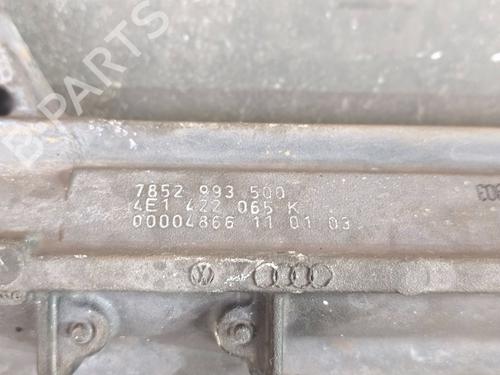 7852 993 500
4E1 422 065 K
00004866 11 01 03
B-PARTS